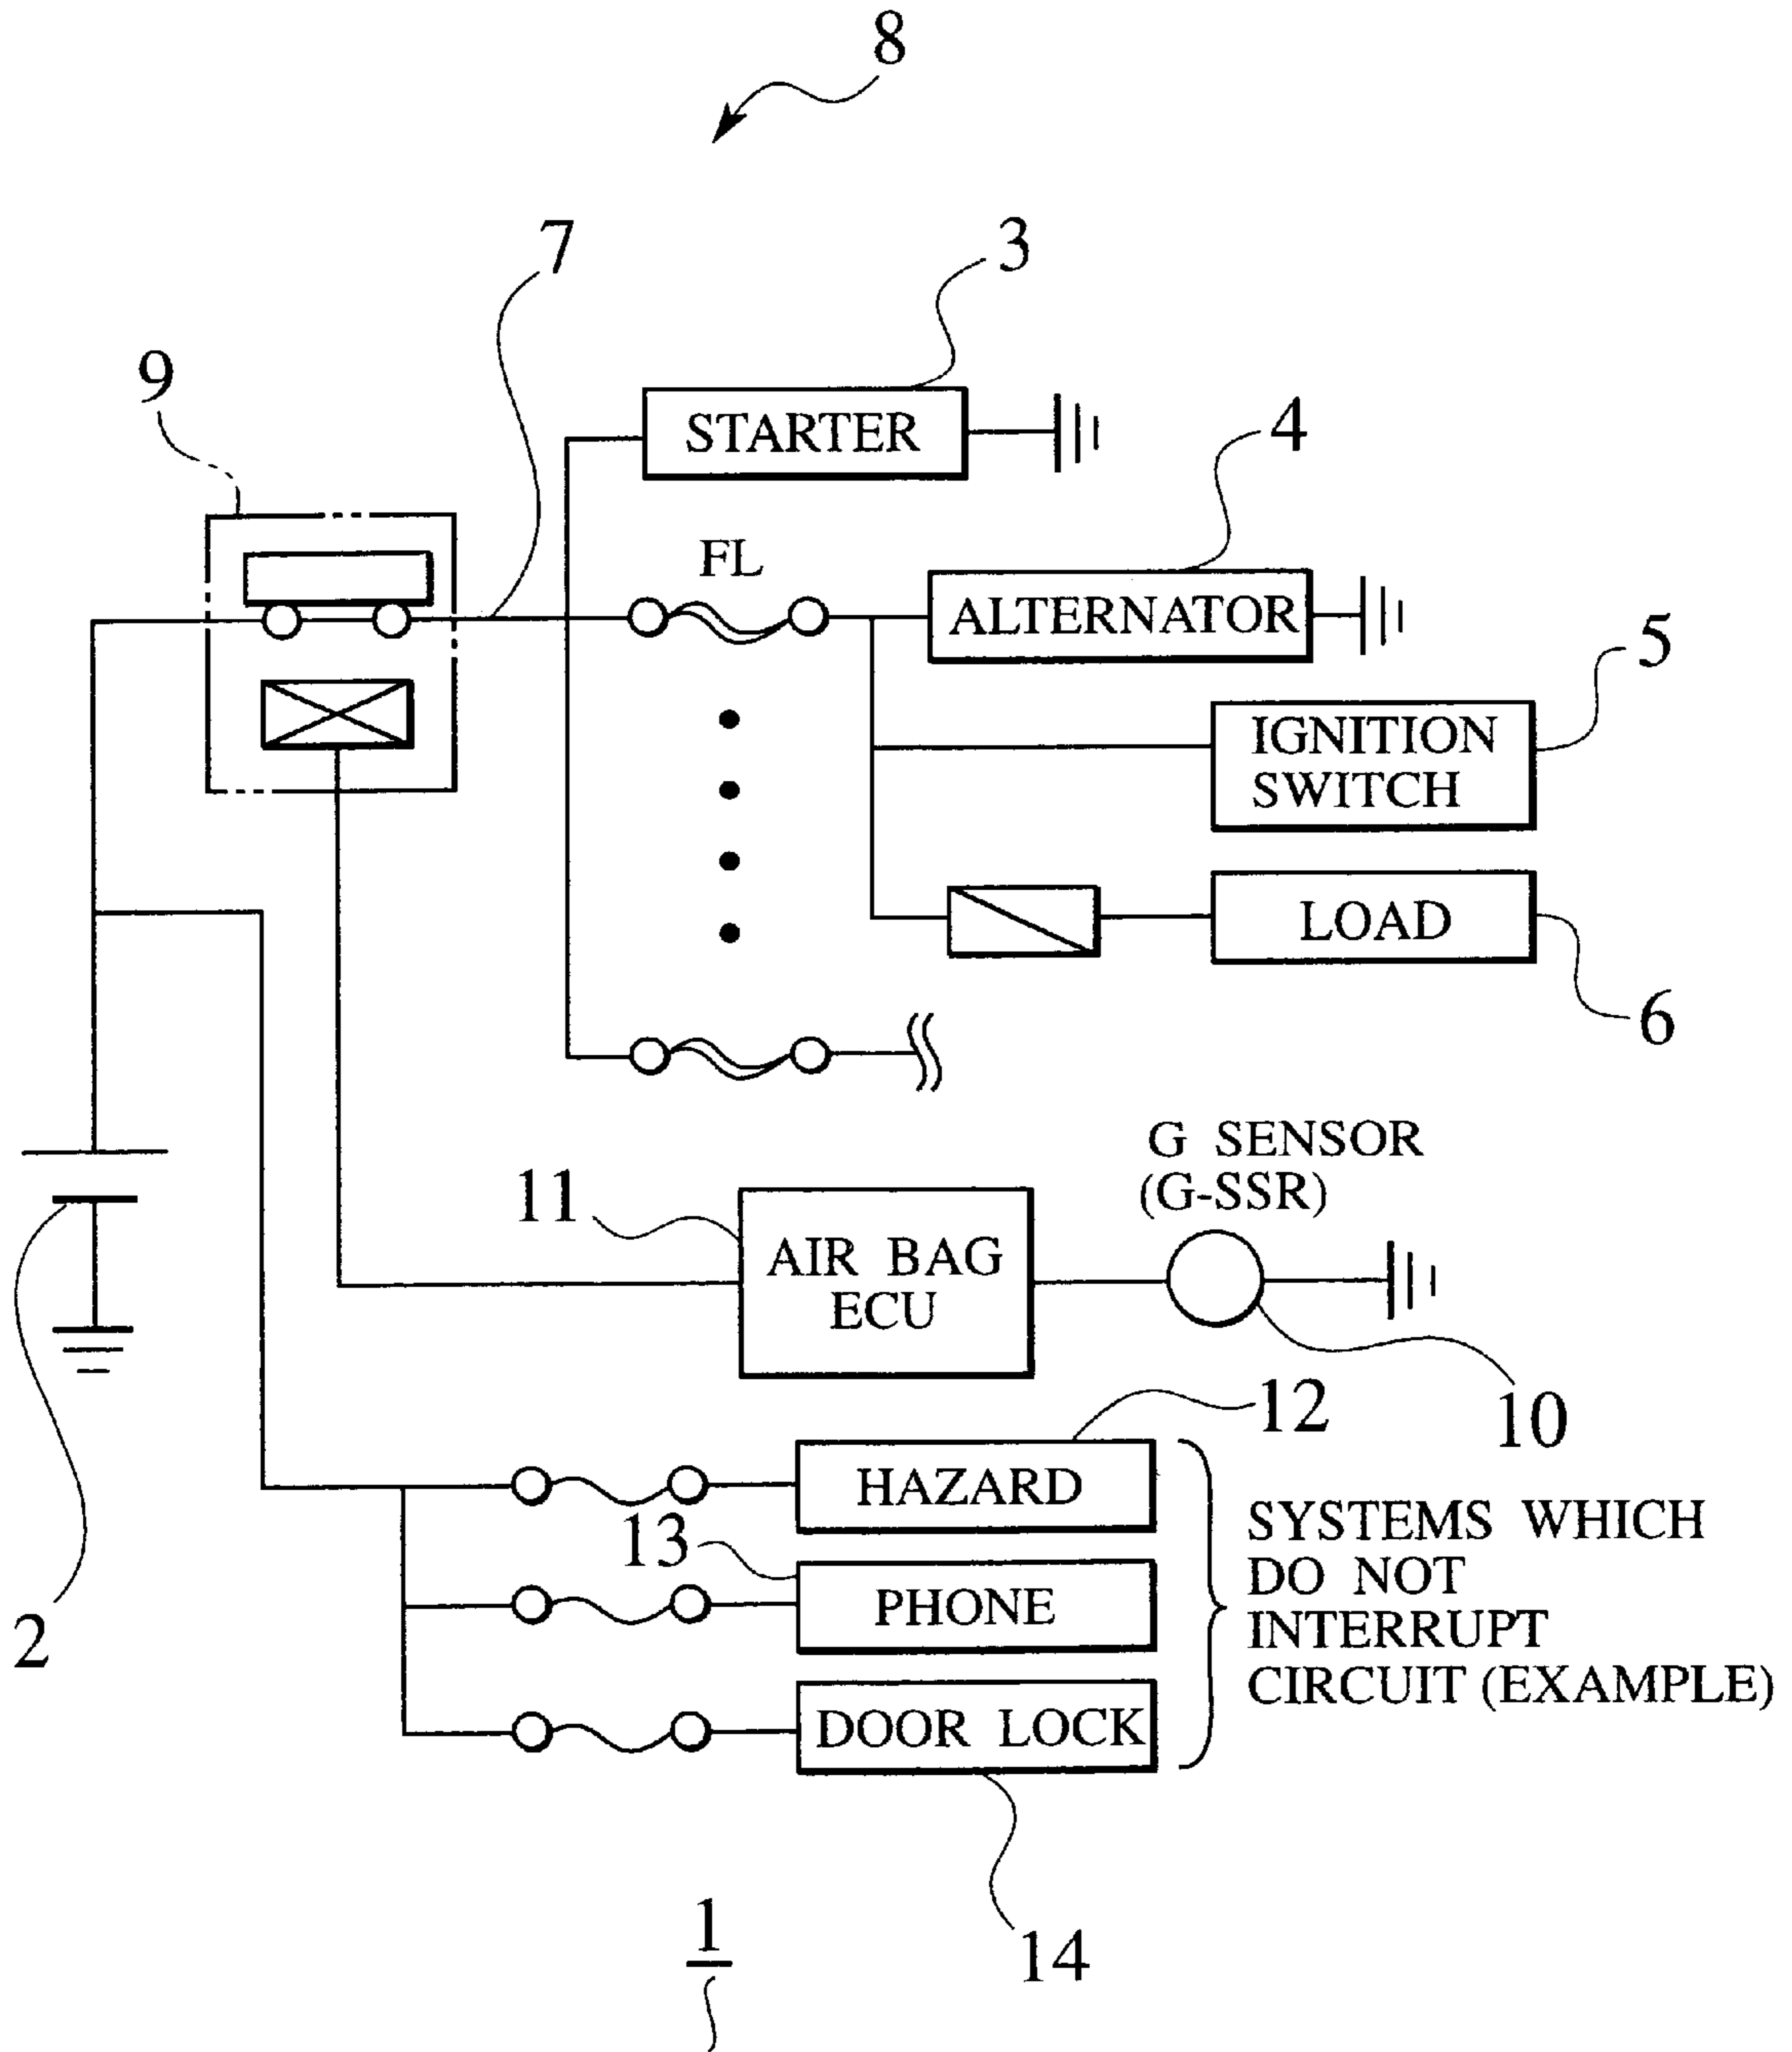 8
7
3
9
STARTER
4
FL
ALTERNATOR
5
IGNITION
SWITCH
LOAD
6
G SENSOR
(G-SSR)
11
AIR BAG
ECU
12
10
HAZARD
13
SYSTEMS WHICH
DO NOT
INTERRUPT
CIRCUIT (EXAMPLE)
PHONE
2
DOOR LOCK
1
14